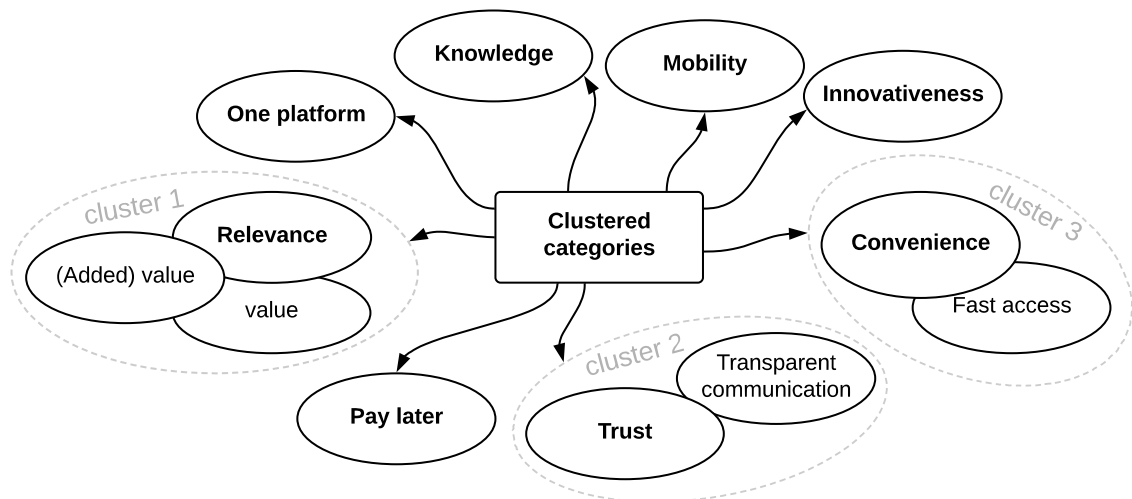 Knowledge
Mobility
Innovativeness
One platform
cluster 1
Relevance
(Added) value
value
Clustered
categories
cluster 3
Convenience
Fast access
Pay later
cluster 2
Transparent
communication
Trust